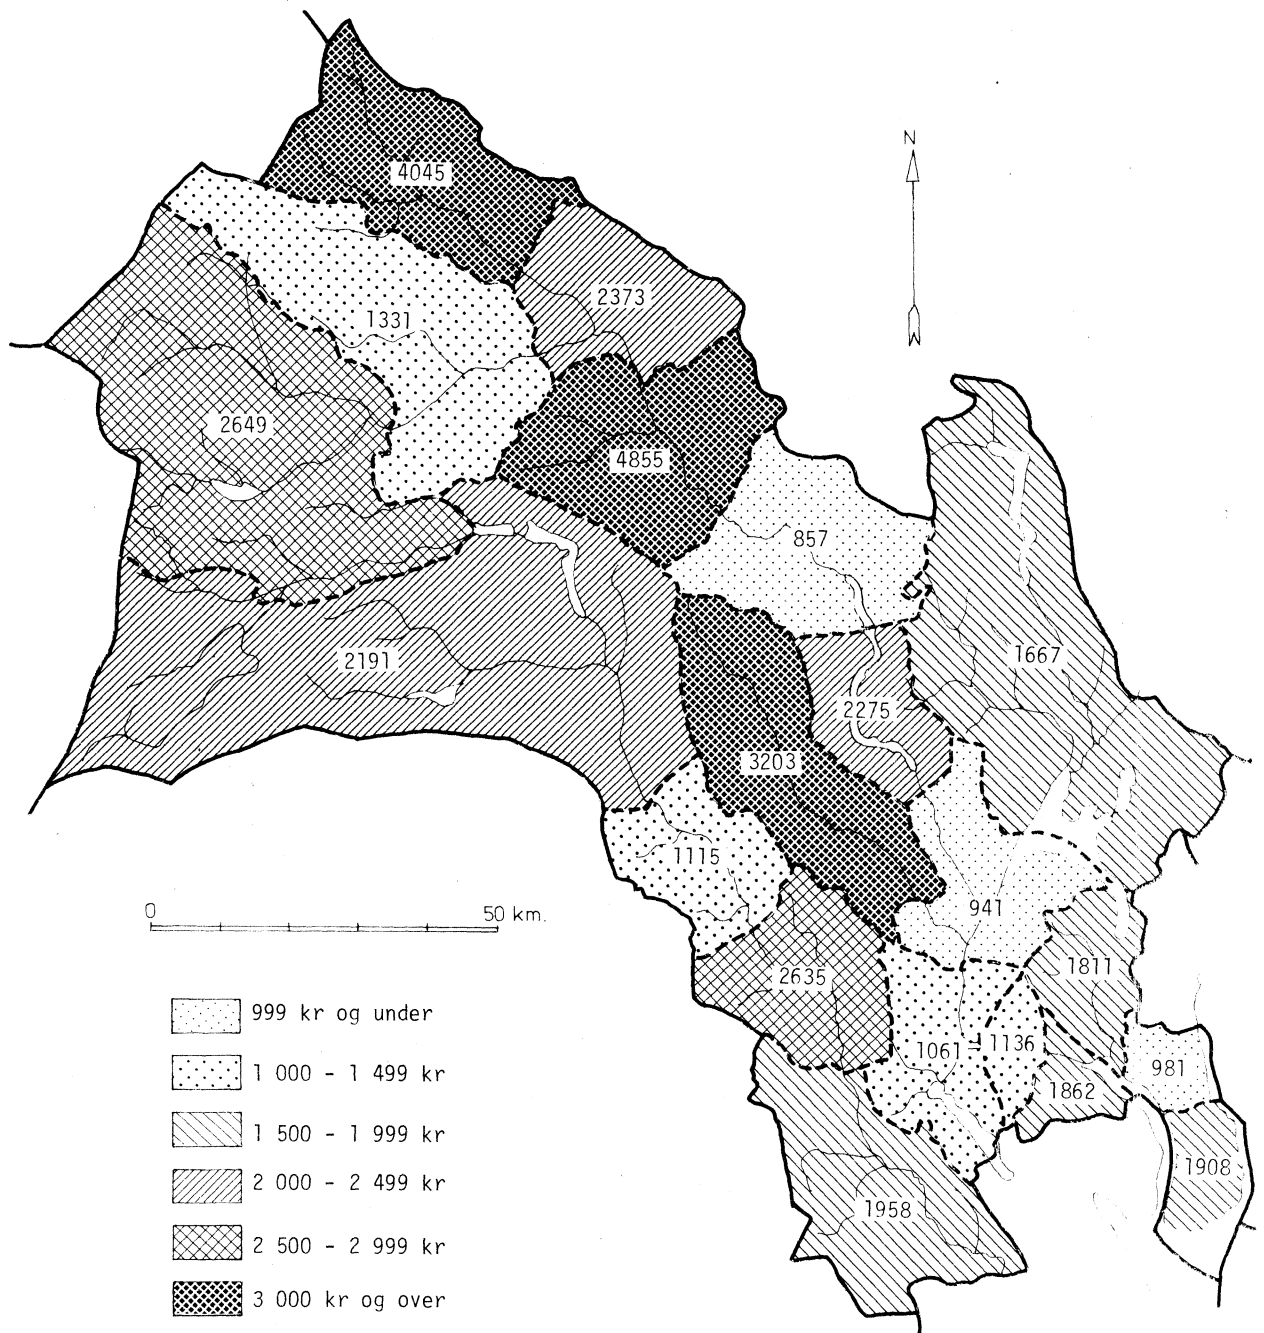 N
4045
2373
1331
2649
4855
857
2191
1667
2275
3203
1115
0 50 km.
941
2635
1811
1061
1136
981
1862
1908
1958
999 kr og under
1 000 - 1 499 kr
1 500 - 1 999 kr
2 000 - 2 499 kr
2 500 - 2 999 kr
3 000 kr og over